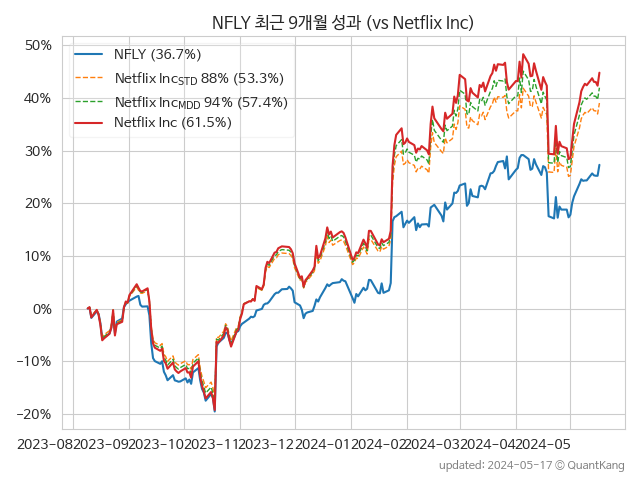 NFLY 최근 9개월 성과 (vs Netflix Inc)
50%
40%
30%
20%
10%
0%
−10%
−20%
NFLY (36.7%)
Netflix IncSTD 88% (53.3%)
Netflix IncMDD 94% (57.4%)
Netflix Inc (61.5%)
2023-08 2023-09 2023-10 2023-11 2023-12 2024-01 2024-02 2024-03 2024-04 2024-05
updated: 2024-05-17 © QuantKang